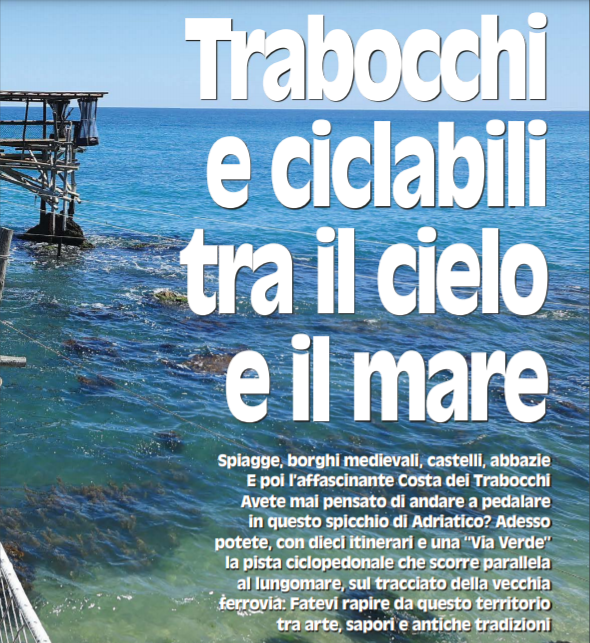 Trabocchi
e ciclabili
tra il cielo
e il mare
Spiagge, borghi medievali, castelli, abbazie
E poi l'affascinante Costa dei Trabocchi
Avete mai pensato di andare a pedalare
in questo spicchio di Adriatico? Adesso
potete, con dieci itinerari e una "Via Verde"
la pista ciclopedonale che scorre parallela
al lungomare, sul tracciato della vecchia
ferrovia: Fatevi rapire da questo territorio
tra arte, sapori e antiche tradizioni